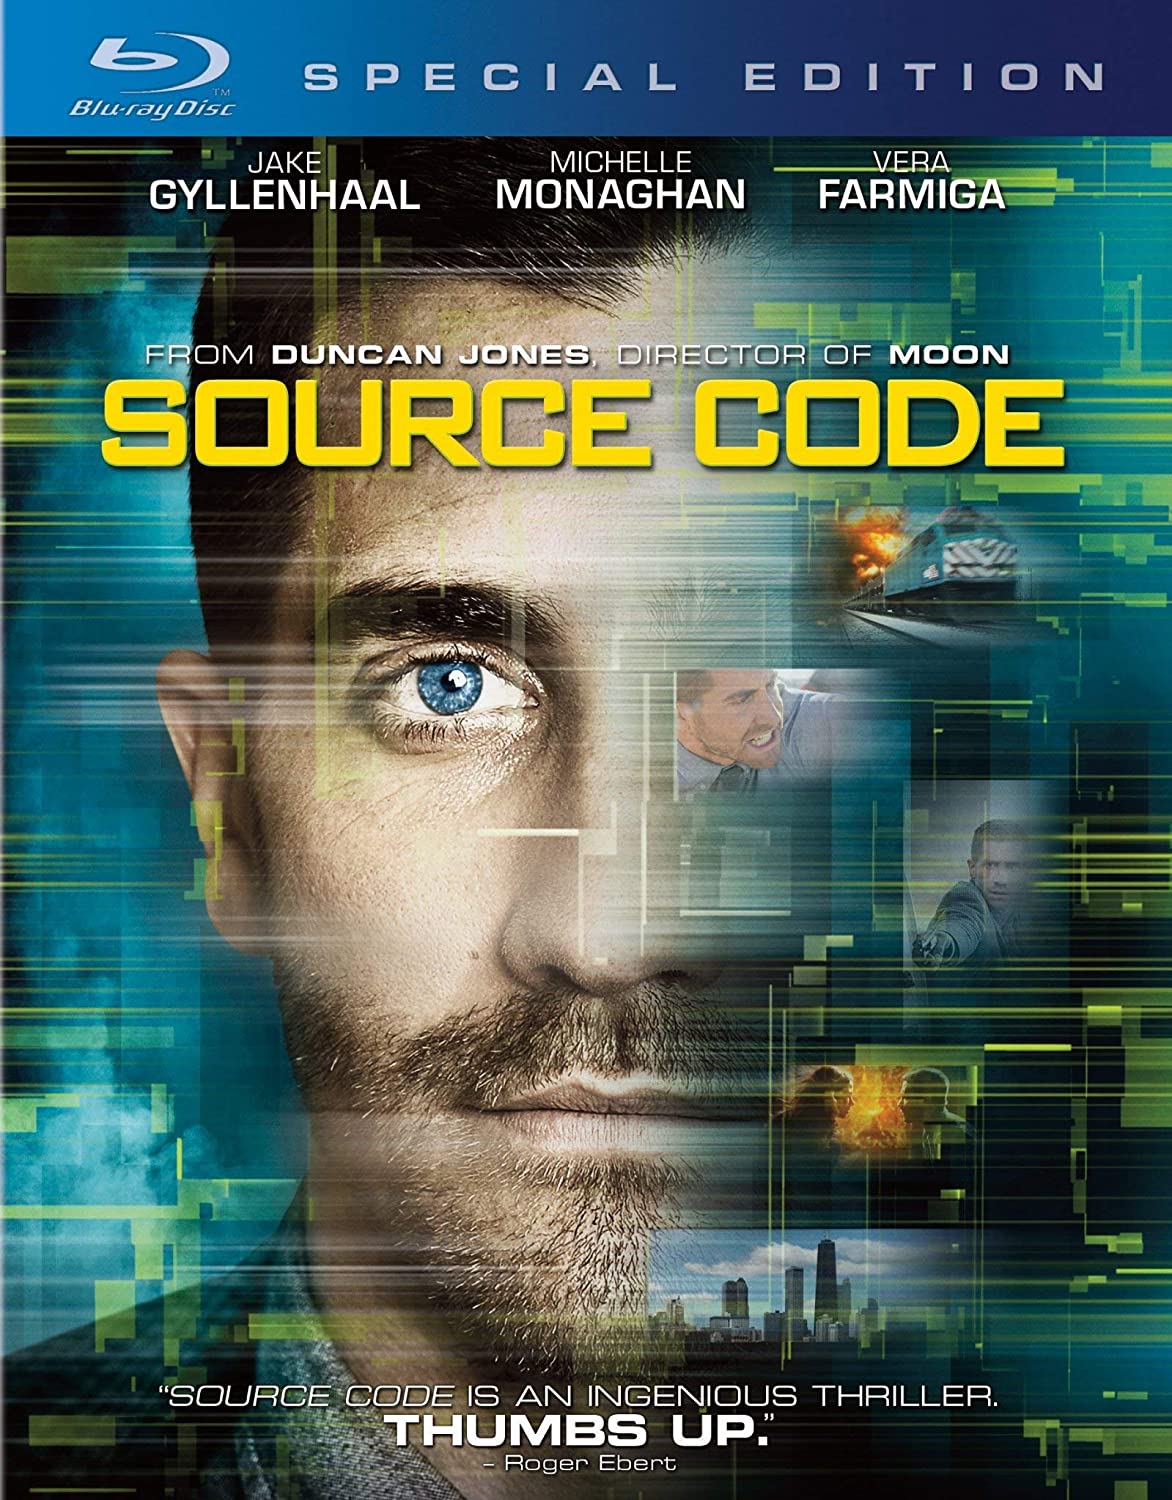 Blu-ray Disc™
SPECIAL EDITION
JAKE
GYLLENHAAL
MICHELLE
MONAGHAN
VERA
FARMIGA
FROM DUNCAN JONES, DIRECTOR OF MOON
SOURCE CODE
“SOURCE CODE IS AN INGENIOUS THRILLER.
THUMBS UP.”
– Roger Ebert